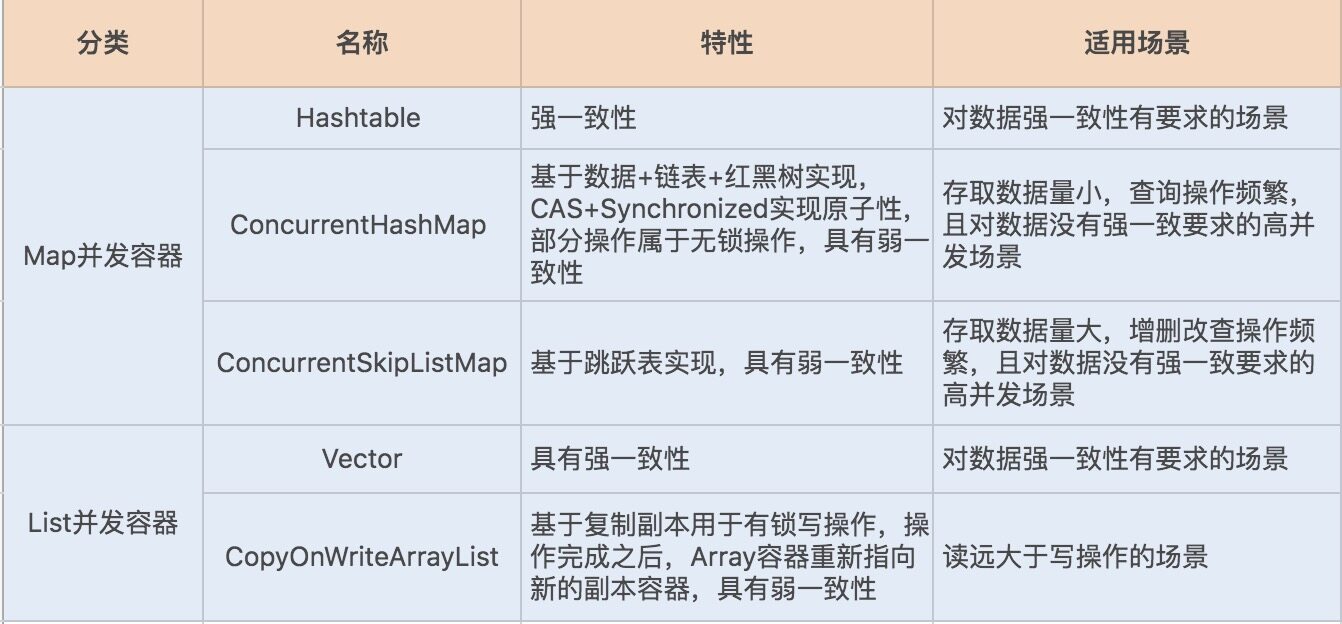 分类
名称
特性
适用场景
Map并发容器
Hashtable
强一致性
对数据强一致性有要求的场景
ConcurrentHashMap
基于数据+链表+红黑树实现，
CAS+Synchronized实现原子性，
部分操作属于无锁操作，具有弱一
致性
存取数据量小，查询操作频繁，
且对数据没有强一致要求的高并
发场景
ConcurrentSkipListMap
基于跳跃表实现，具有弱一致性
存取数据量大，增删改查操作频
繁，且对数据没有强一致要求的
高并发场景
List并发容器
Vector
具有强一致性
对数据强一致性有要求的场景
CopyOnWriteArrayList
基于复制副本用于有锁写操作，操
作完成之后，Array容器重新指向
新的副本容器，具有弱一致性
读远大于写操作的场景